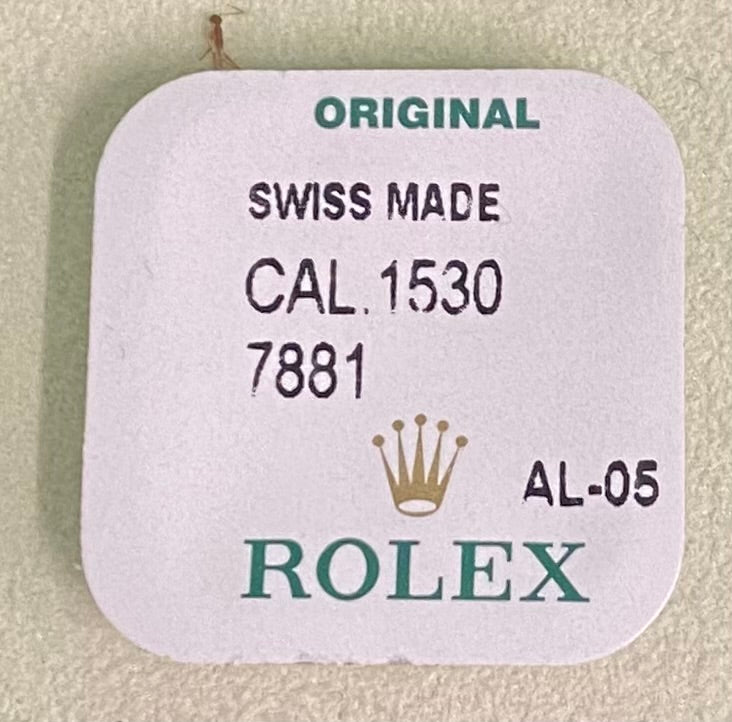 ORIGINAL
SWISS MADE
CAL. 1530
7881
AL-05
ROLEX